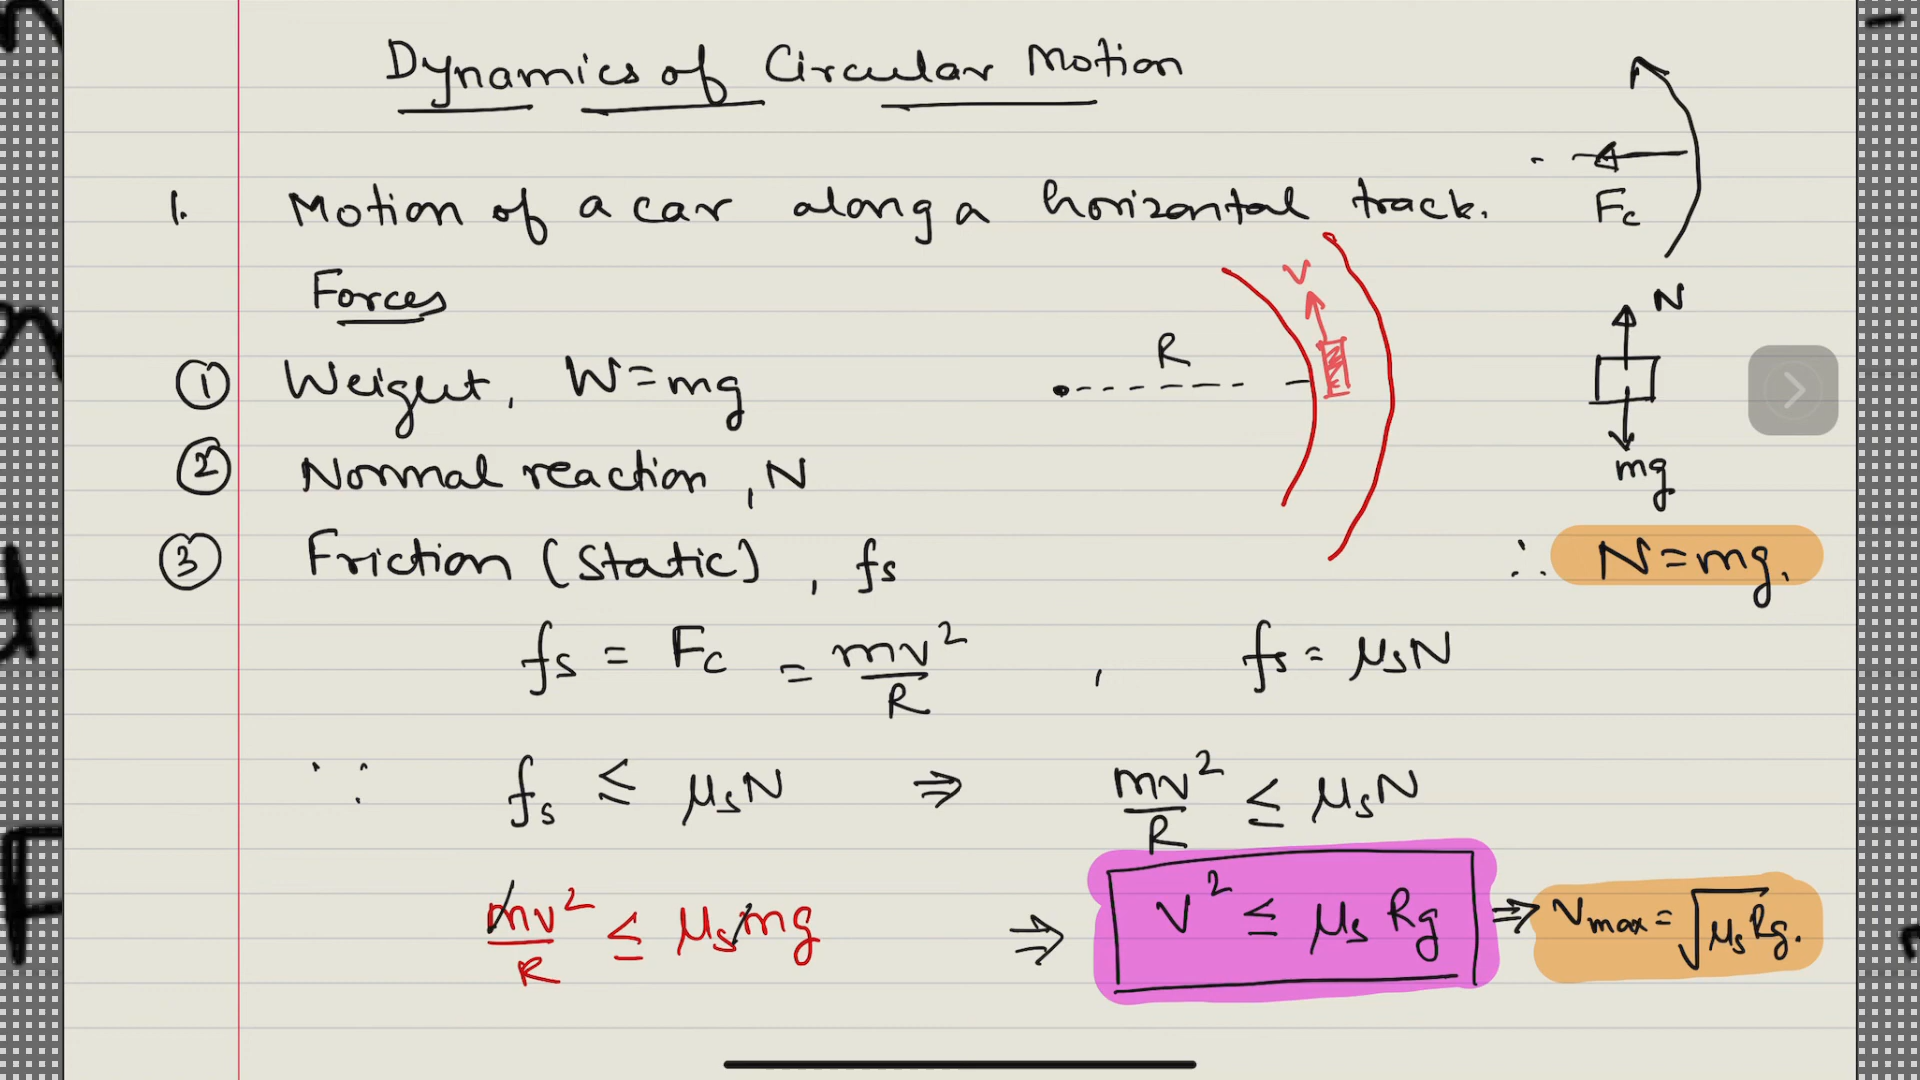 Dynamics of Circular Motion
Fc
1. Motion of a car along a horizontal track.
Forces
V
N
R
① Weight, W = mg
mg
② Normal reaction, N
③ Friction (static), fs
∴ N = mg.
fs = Fc = mv²/R , fs = μsN
∵ fs ≤ μsN ⇒ mv²/R ≤ μsN
mv²/R ≤ μsmg ⇒ V² ≤ μs Rg ⇒ Vmax = √μsRg.